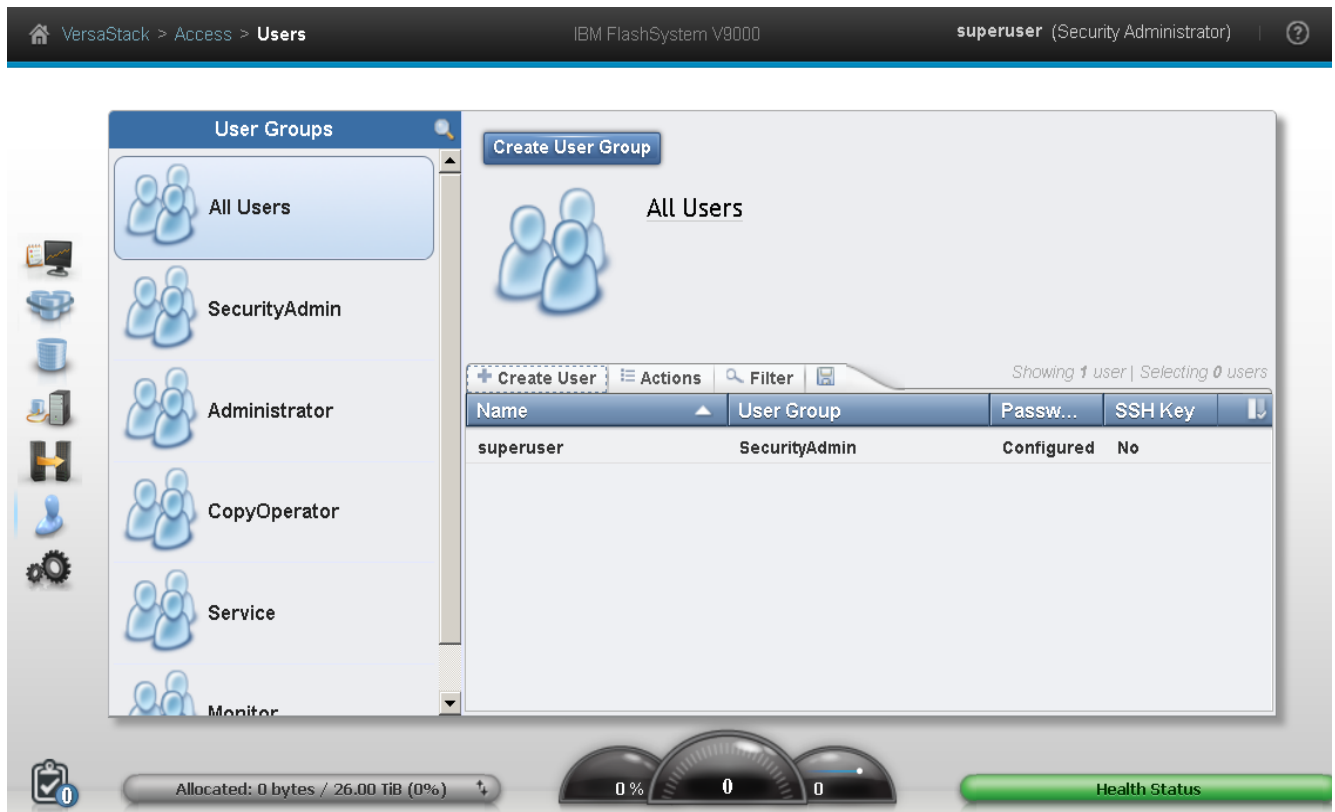 VersaStack > Access > Users
IBM FlashSystem V9000
superuser (Security Administrator) | ?
User Groups
All Users
SecurityAdmin
Administrator
CopyOperator
Service
Monitor
Create User Group
All Users
Create User
Actions
Filter
Showing 1 user | Selecting 0 users
Name User Group Passw... SSH Key
superuser SecurityAdmin Configured No
0
Allocated: 0 bytes / 26.00 TiB (0%)
0 %
0
0
Health Status